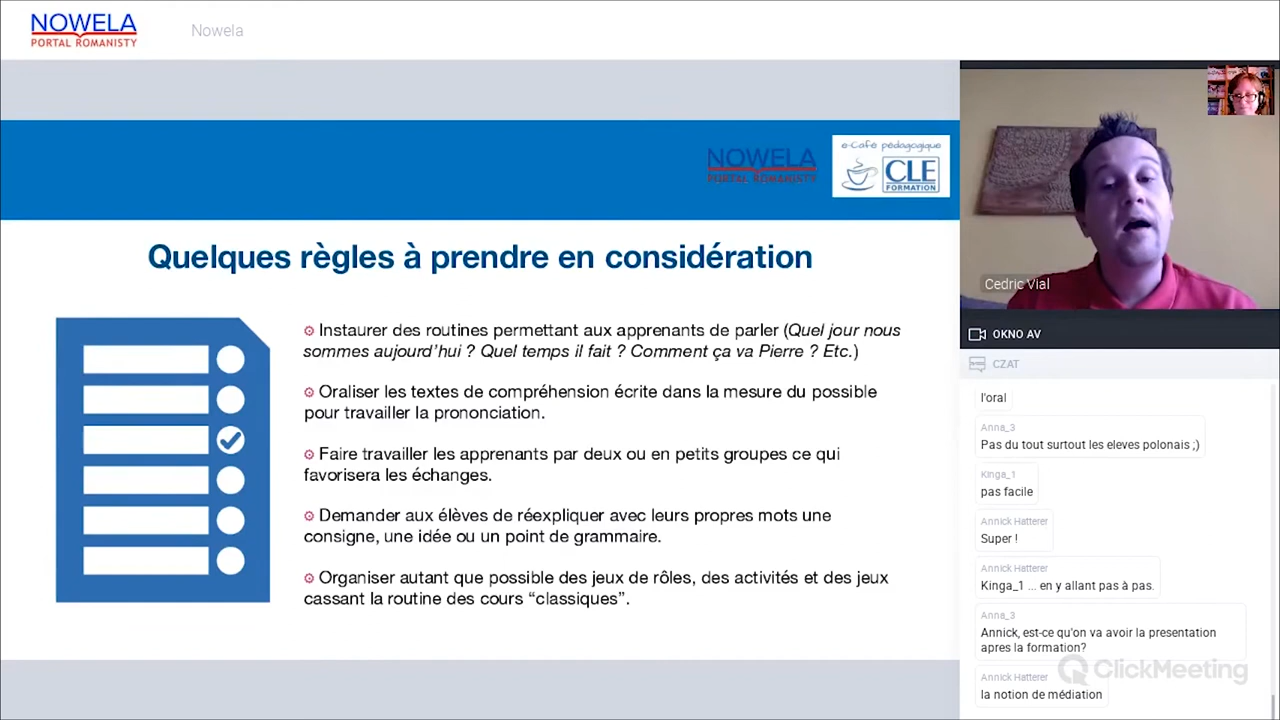 NOWELA
PORTAL ROMANISTY
Nowela
NOWELA
PORTAL ROMANISTY
e-Café pédagogique
CLE
FORMATION
Quelques règles à prendre en considération
Instaurer des routines permettant aux apprenants de parler (Quel jour nous
sommes aujourd'hui ? Quel temps il fait ? Comment ça va Pierre ? Etc.)
Oraliser les textes de compréhension écrite dans la mesure du possible
pour travailler la prononciation.
Faire travailler les apprenants par deux ou en petits groupes ce qui
favorisera les échanges.
Demander aux élèves de réexpliquer avec leurs propres mots une
consigne, une idée ou un point de grammaire.
Organiser autant que possible des jeux de rôles, des activités et des jeux
cassant la routine des cours “classiques”.
Cedric Vial
OKNO AV
CZAT
l'oral
Anna_3
Pas du tout surtout les eleves polonais ;)
Kinga_1
pas facile
Annick Hatterer
Super !
Annick Hatterer
Kinga_1 ... en y allant pas à pas.
Anna_3
Annick, est-ce qu'on va avoir la presentation
apres la formation?
Annick Hatterer
la notion de médiation
ClickMeeting